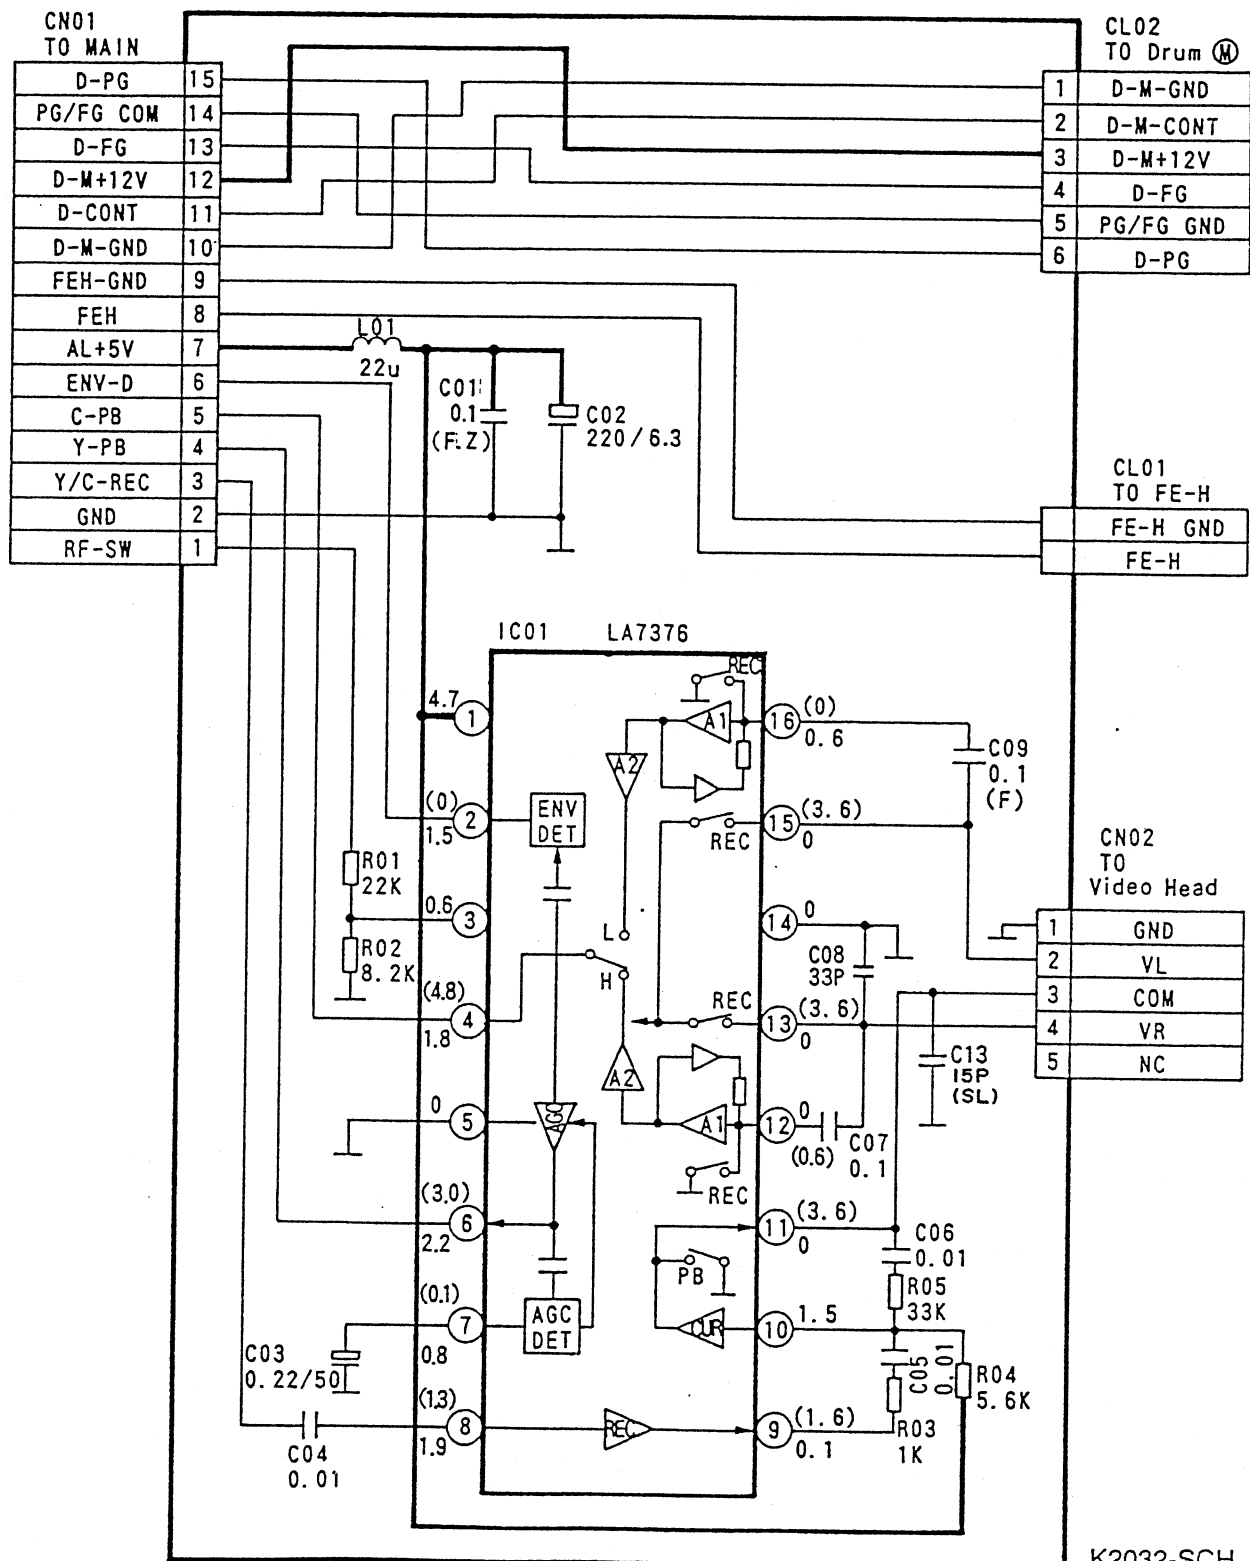 CN01
TO MAIN
D-PG 15
PG/FG COM 14
D-FG 13
D-M+12V 12
D-CONT 11
D-M-GND 10
FEH-GND 9
FEH 8
AL+5V 7
ENV-D 6
C-PB 5
Y-PB 4
Y/C-REC 3
GND 2
RF-SW 1
CL02
TO Drum Ⓜ
1 D-M-GND
2 D-M-CONT
3 D-M+12V
4 D-FG
5 PG/FG GND
6 D-PG
L01
22u
C01
0.1
(F.Z)
C02
220/6.3
CL01
TO FE-H
FE-H GND
FE-H
IC01 LA7376
4.7
1
(0)
2
1.5
R01
22K
0.6
3
R02
8.2K
(4.8)
4
1.8
0
5
(3.0)
6
2.2
(0.1)
7
0.8
C03
0.22/50
(1.3)
8
1.9
C04
0.01
REC
A1
A2
ENV
DET
REC
L
H
REC
A2
AGC
A1
REC
PB
AGC
DET
CUR
REC
16
(0)
0.6
C09
0.1
(F)
15
(3.6)
0
14
0
C08
33P
13
(3.6)
0
12
0
(0.6)
C07
0.1
11
(3.6)
0
C06
0.01
R05
33K
10
1.5
C05
0.01
R04
5.6K
9
(1.6)
0.1
R03
1K
C13
15P
(SL)
CN02
TO
Video Head
1 GND
2 VL
3 COM
4 VR
5 NC
K2032-SCH